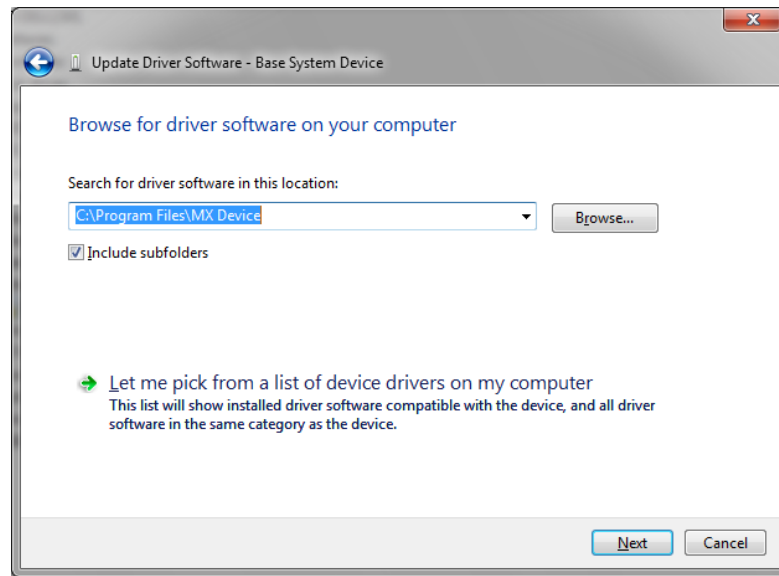 Update Driver Software - Base System Device
Browse for driver software on your computer
Search for driver software in this location:
C:\Program Files\MX Device
Browse...
Include subfolders
Let me pick from a list of device drivers on my computer
This list will show installed driver software compatible with the device, and all driver
software in the same category as the device.
Next
Cancel